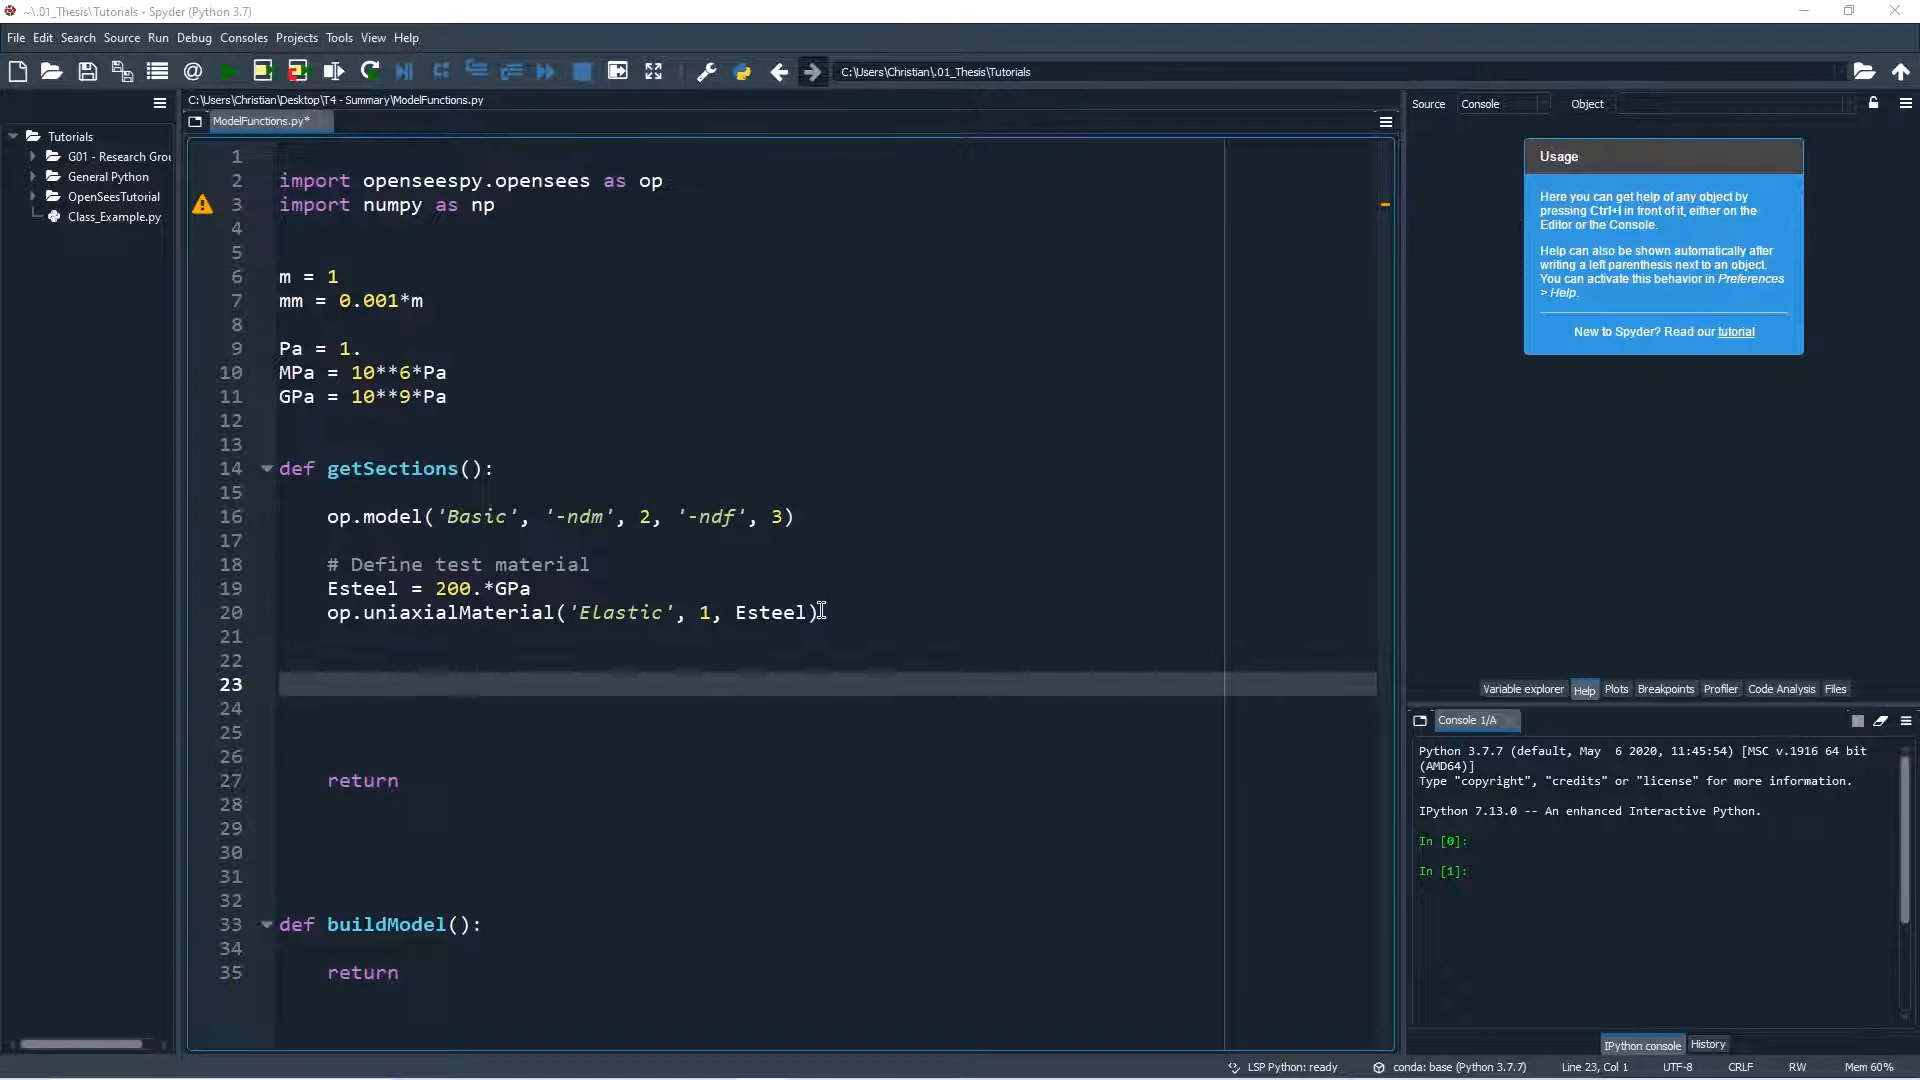 ~\.01_Thesis\Tutorials - Spyder (Python 3.7)
File Edit Search Source Run Debug Consoles Projects Tools View Help
C:\Users\Christian\.01_Thesis\Tutorials
C:\Users\Christian\Desktop\T4 - Summary\ModelFunctions.py
ModelFunctions.py*
Tutorials
G01 - Research Grou
General Python
OpenSeesTutorial
Class_Example.py
1
2 import openseespy.opensees as op
3 import numpy as np
4
5
6 m = 1
7 mm = 0.001*m
8
9 Pa = 1.
10 MPa = 10**6*Pa
11 GPa = 10**9*Pa
12
13
14 def getSections():
15
16 op.model('Basic', '-ndm', 2, '-ndf', 3)
17
18 # Define test material
19 Esteel = 200.*GPa
20 op.uniaxialMaterial('Elastic', 1, Esteel)
21
22
23
24
25
26
27 return
28
29
30
31
32
33 def buildModel():
34
35 return
Source Console Object
Usage
Here you can get help of any object by
pressing Ctrl+I in front of it, either on the
Editor or the Console.
Help can also be shown automatically after
writing a left parenthesis next to an object.
You can activate this behavior in Preferences
> Help.
New to Spyder? Read our tutorial
Variable explorer Help Plots Breakpoints Profiler Code Analysis Files
Console 1/A
Python 3.7.7 (default, May  6 2020, 11:45:54) [MSC v.1916 64 bit
(AMD64)]
Type "copyright", "credits" or "license" for more information.
IPython 7.13.0 -- An enhanced Interactive Python.
In [0]:
In [1]:
IPython console History
LSP Python: ready conda: base (Python 3.7.7) Line 23, Col 1 UTF-8 CRLF RW Mem 60%